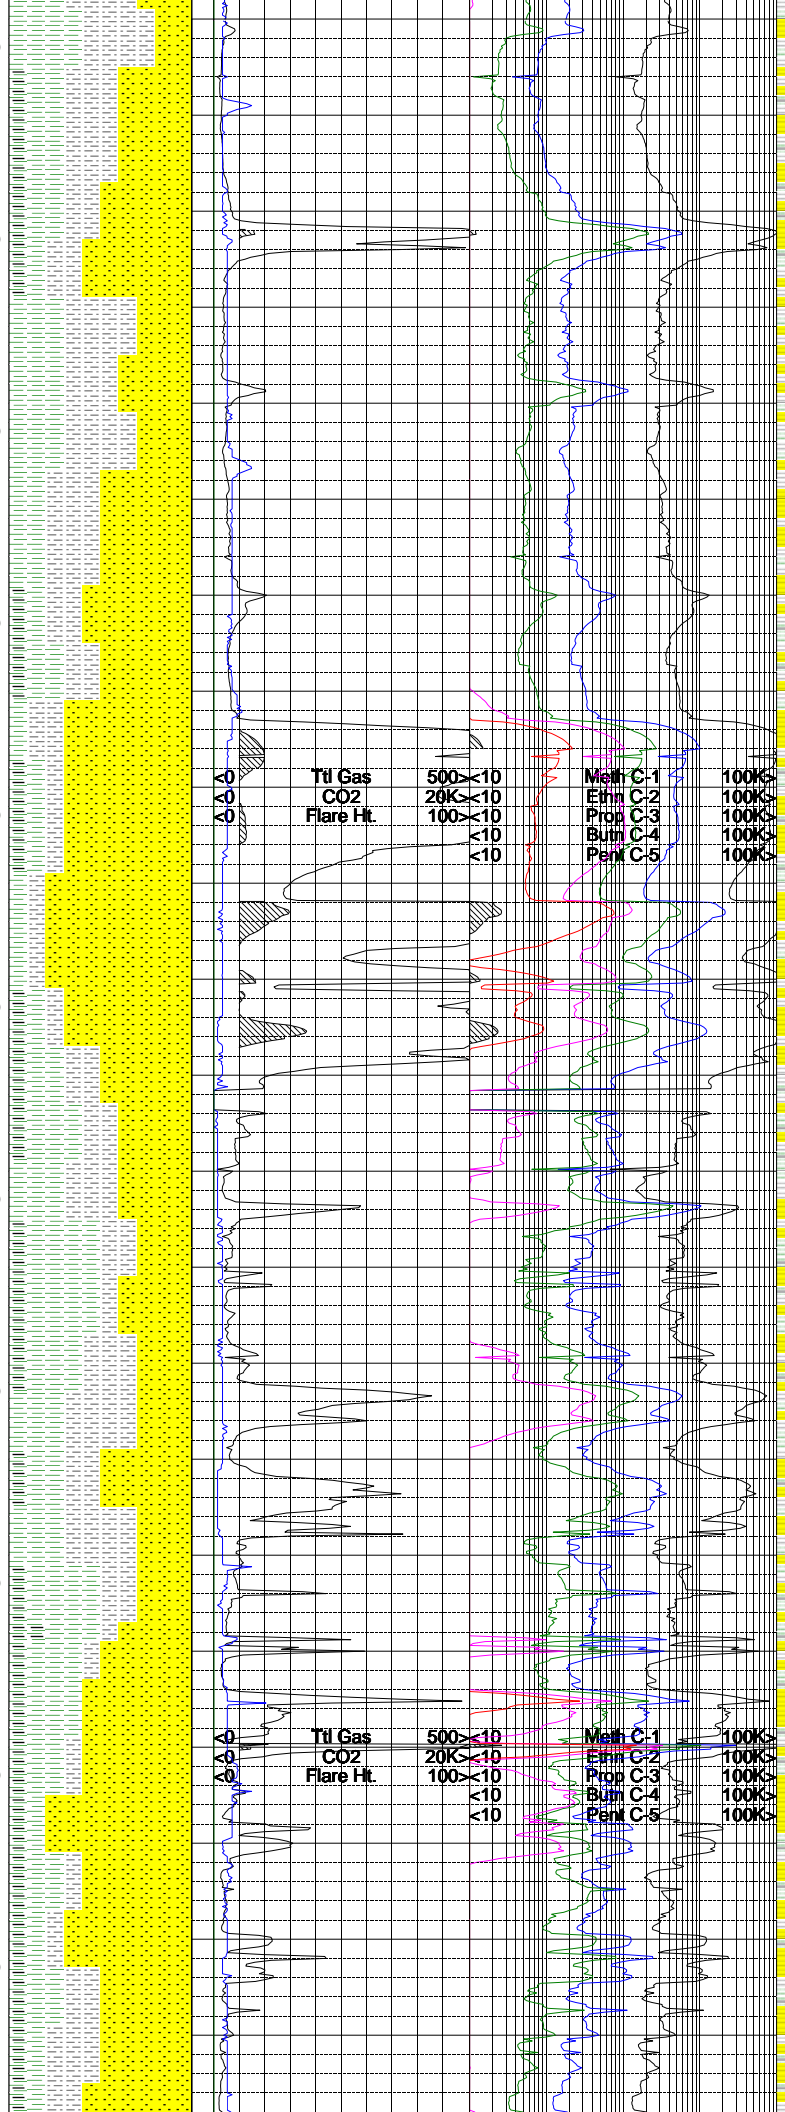 <0 Ttl Gas 500><10 Meth C-1 100K>
<0 CO2 20K><10 Ethn C-2 100K>
<0 Flare Ht. 100><10 Prop C-3 100K>
<10 Butn C-4 100K>
<10 Pent C-5 100K>
<0 Ttl Gas 500><10 Meth C-1 100K>
<0 CO2 20K><10 Ethn C-2 100K>
<0 Flare Ht. 100><10 Prop C-3 100K>
<10 Butn C-4 100K>
<10 Pent C-5 100K>